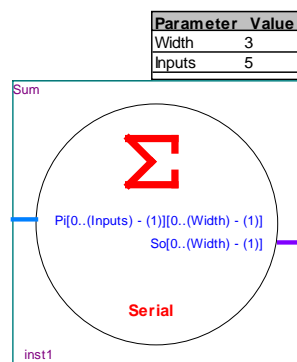 Parameter Value
Width 3
Inputs 5
Sum
Σ
Pi[0..(Inputs) - (1)][0..(Width) - (1)]
So[0..(Width) - (1)]
Serial
inst1